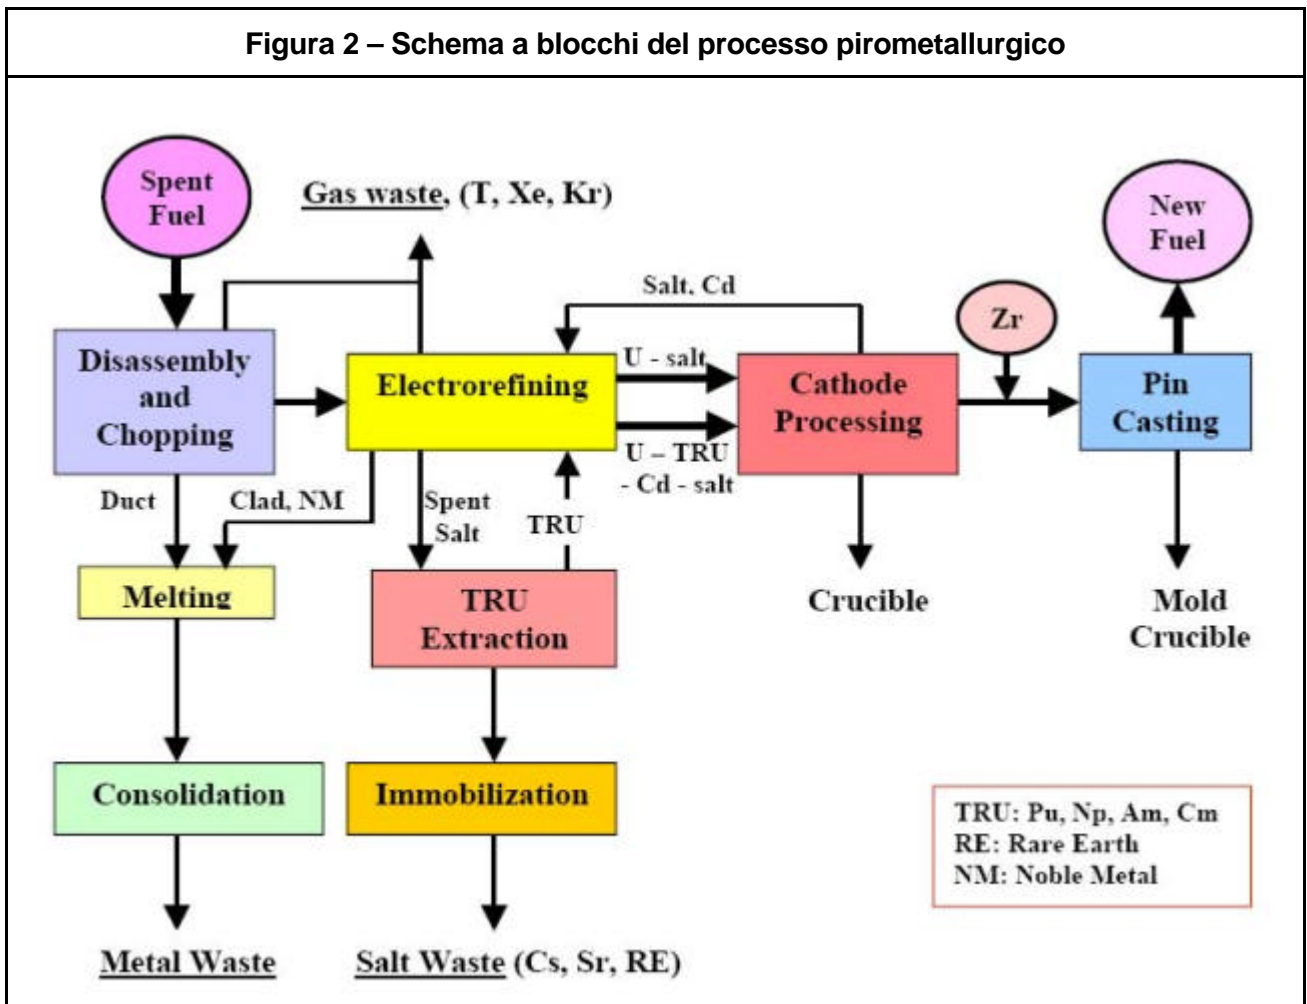 Figura 2 – Schema a blocchi del processo pirometallurgico
Spent
Fuel
Gas waste, (T, Xe, Kr)
New
Fuel
Salt, Cd
Zr
Disassembly
and
Chopping
Electrorefining
U - salt
U – TRU
- Cd - salt
Cathode
Processing
Pin
Casting
Duct
Clad, NM
Spent
Salt
TRU
Melting
TRU
Extraction
Crucible
Mold
Crucible
Consolidation
Immobilization
TRU: Pu, Np, Am, Cm
RE: Rare Earth
NM: Noble Metal
Metal Waste
Salt Waste (Cs, Sr, RE)